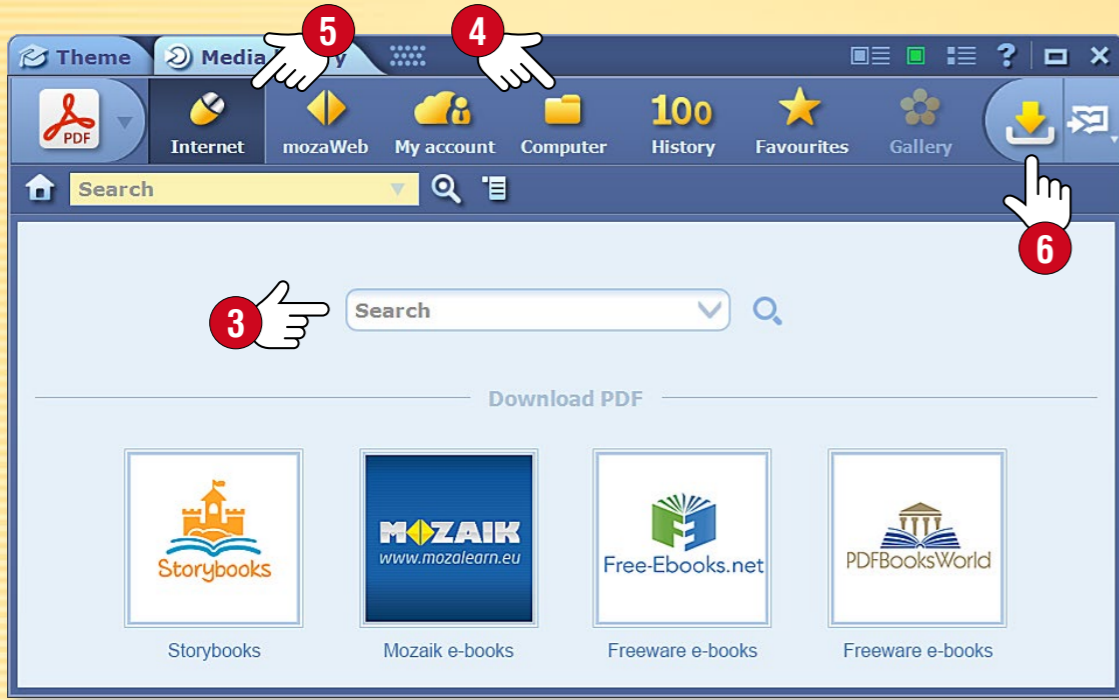 5
4
Theme
Media
y
?
PDF
Internet
mozaWeb
My account
Computer
100
History
Favourites
Gallery
Search
6
3
Search
Download PDF
Storybooks
MOZAIK
www.mozalearn.eu
Free-Ebooks.net
PDFBooksWorld
Storybooks
Mozaik e-books
Freeware e-books
Freeware e-books